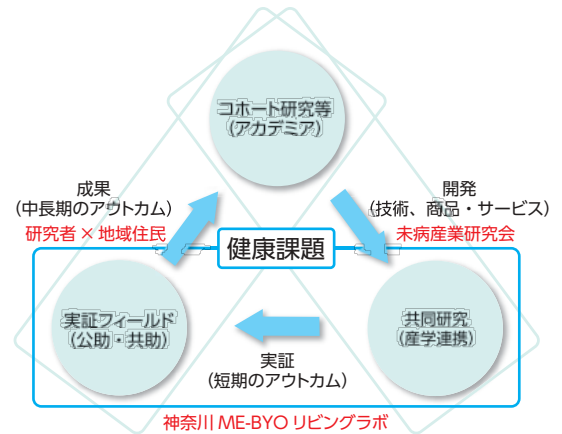 コホート研究等
(アカデミア)
成果
(中長期のアウトカム)
研究者×地域住民
開発
(技術、商品・サービス)
未病産業研究会
健康課題
実証フィールド
(公助・共助)
共同研究
(産学連携)
実証
(短期のアウトカム)
神奈川 ME-BYO リビングラボ